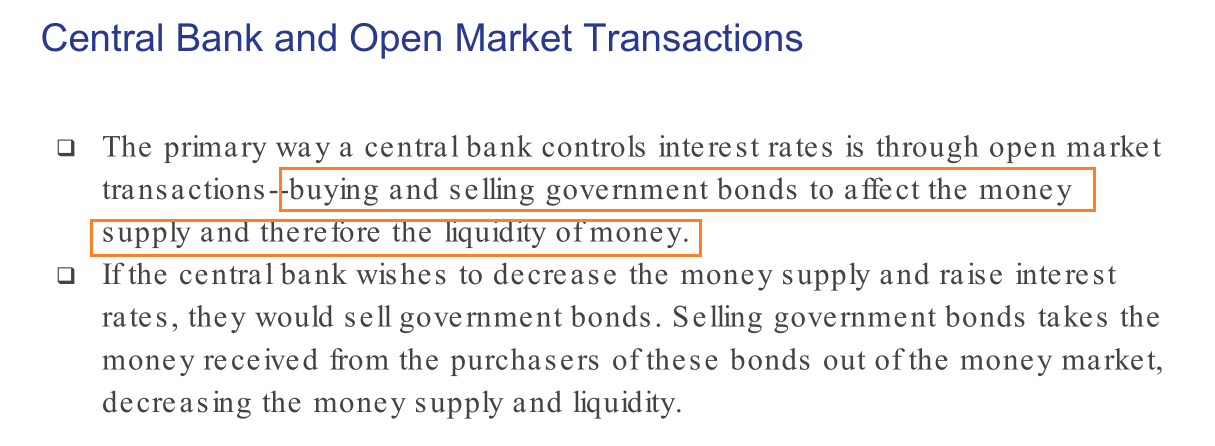 Central Bank and Open Market Transactions
❑ The primary way a central bank controls interest rates is through open market
transactions--buying and selling government bonds to affect the money
supply and therefore the liquidity of money.
❑ If the central bank wishes to decrease the money supply and raise interest
rates, they would sell government bonds. Selling government bonds takes the
money received from the purchasers of these bonds out of the money market,
decreasing the money supply and liquidity.